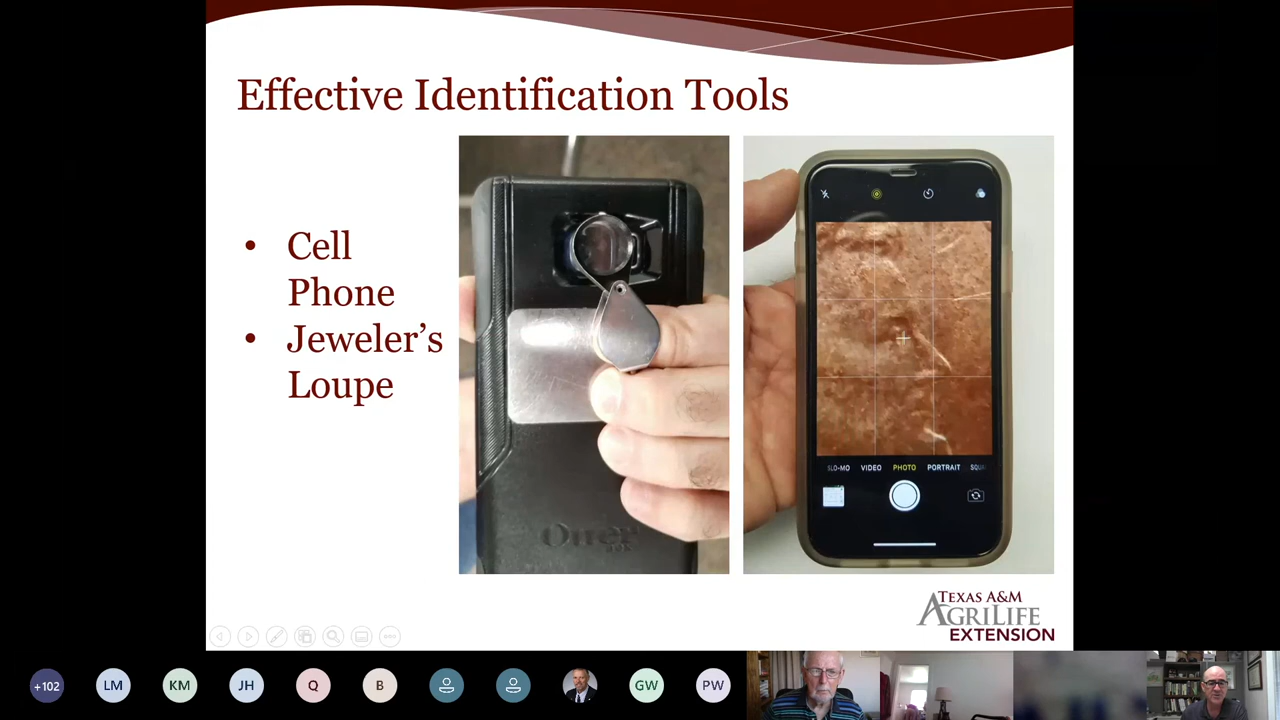 Effective Identification Tools
• Cell
Phone
• Jeweler's
Loupe
Otter
SLO-MO VIDEO PHOTO PORTRAIT SQU
TEXAS A&M
AGRILIFE
EXTENSION
+102 LM KM JH Q B GW PW